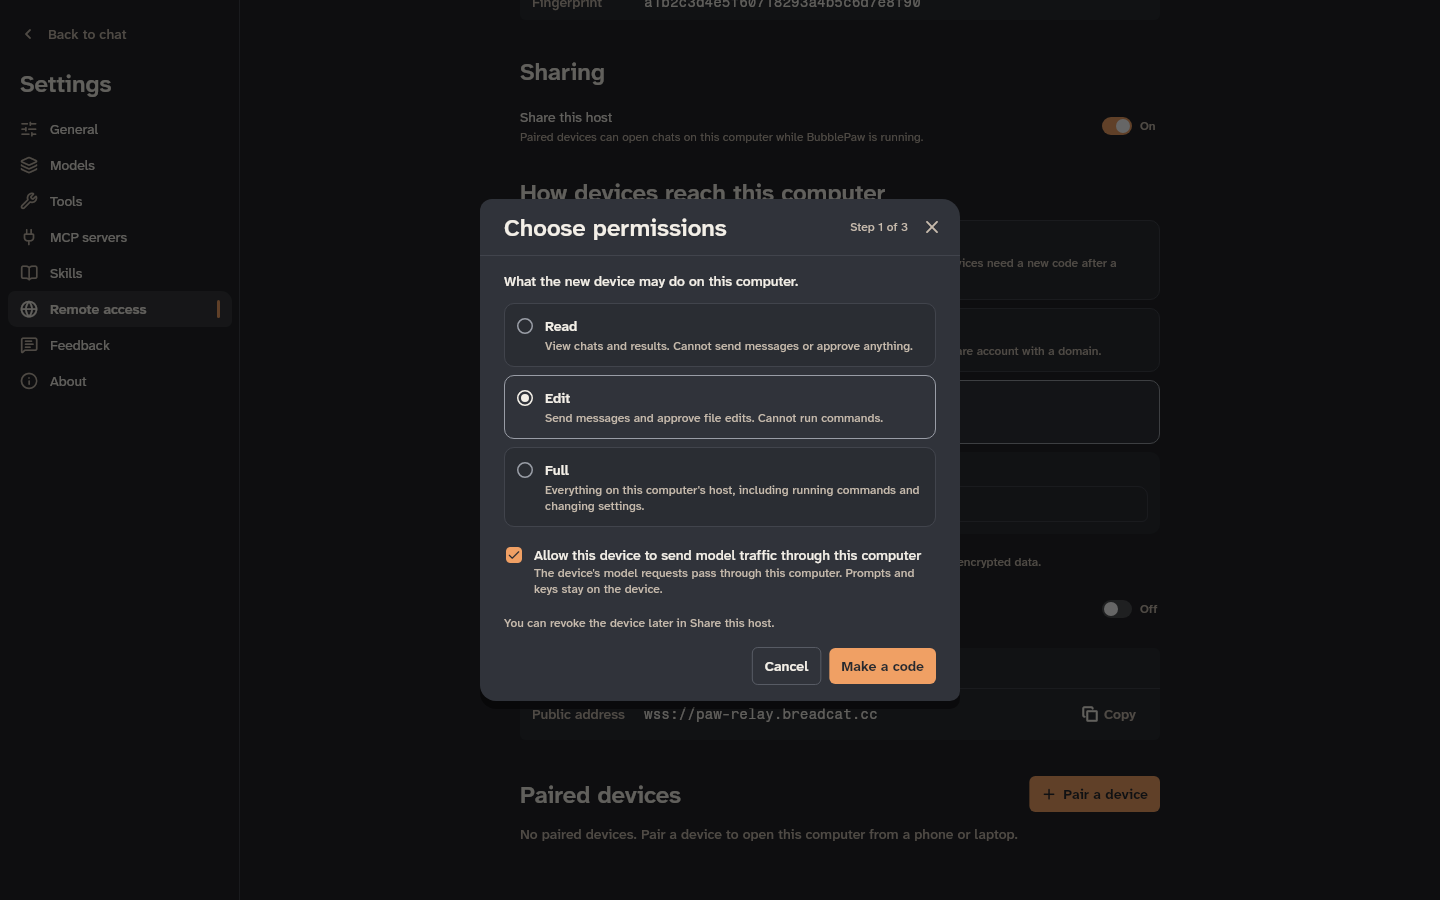 Fingerprint
Back to chat
Settings
General
Models
Tools
MCP servers
Skills
Remote access
Feedback
About
Sharing
Share this host
Paired devices can open chats on this computer while BubblePaw is running.
On
How devices reach this computer
need a new code after a
account with a domain.
encrypted data.
Off
Choose permissions
Step 1 of 3
What the new device may do on this computer.
Read
View chats and results. Cannot send messages or approve anything.
Edit
Send messages and approve file edits. Cannot run commands.
Full
Everything on this computer's host, including running commands and
changing settings.
Allow this device to send model traffic through this computer
The device's model requests pass through this computer. Prompts and
keys stay on the device.
You can revoke the device later in Share this host.
Cancel
Make a code
Public address wss://paw-relay.breadcat.cc
Copy
Paired devices
Pair a device
No paired devices. Pair a device to open this computer from a phone or laptop.